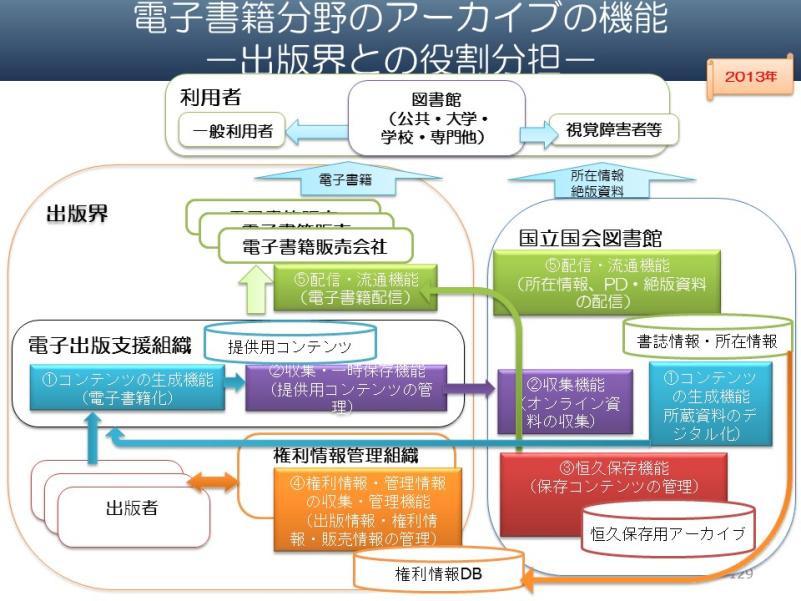 電子書籍分野のアーカイブの機能
ー出版界との役割分担ー
2013年
利用者
一般利用者
図書館
（公共・大学・
学校・専門他）
視覚障害者等
電子書籍
所在情報
絶版資料
出版界
電子書籍販売
電子書籍販売会社
⑤配信・流通機能
（電子書籍配信）
国立国会図書館
⑤配信・流通機能
（所在情報、PD・絶版資料
の配信）
書誌情報・所在情報
電子出版支援組織
提供用コンテンツ
①コンテンツの生成機能
（電子書籍化）
②収集・一時保存機能
（提供用コンテンツの管
理）
②収集機能
（オンライン資
料の収集）
①コンテンツ
の生成機能
所蔵資料のデ
ジタル化）
権利情報管理組織
④権利情報・管理情報
の収集・管理機能
（出版情報・権利情
報・販売情報の管理）
③恒久保存機能
（保存コンテンツの管理）
恒久保存用アーカイブ
出版者
権利情報DB
129